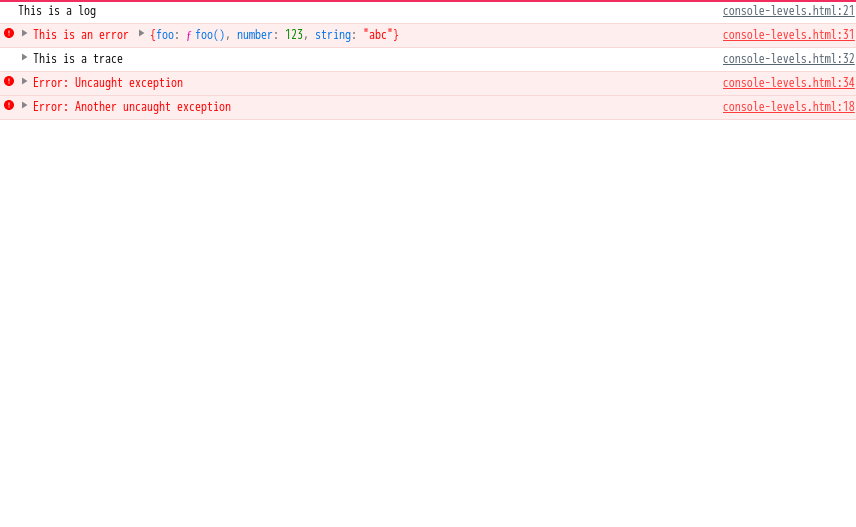 This is a log console-levels.html:21
This is an error {foo: ƒ foo(), number: 123, string: "abc"} console-levels.html:31
This is a trace console-levels.html:32
Error: Uncaught exception console-levels.html:34
Error: Another uncaught exception console-levels.html:18